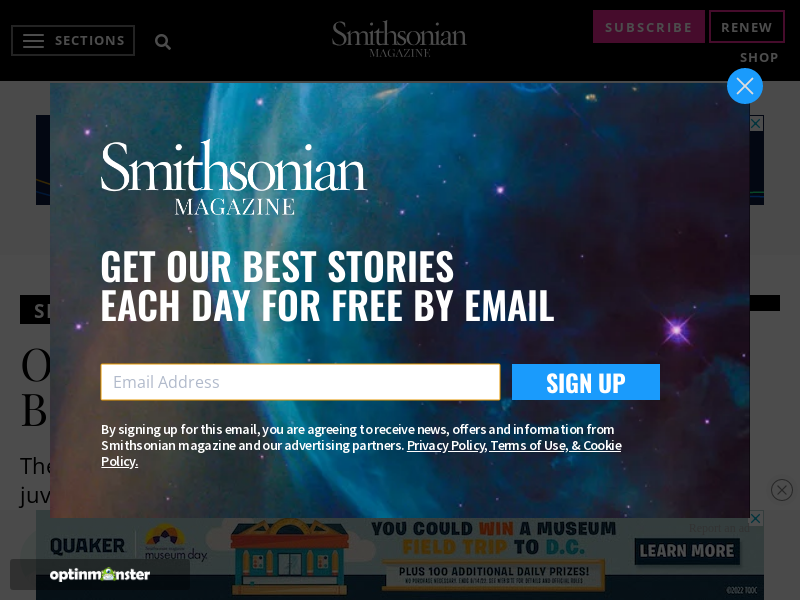 SECTIONS
Smithsonian
MAGAZINE
SUBSCRIBE
RENEW
SHOP
Smithsonian
MAGAZINE
GET OUR BEST STORIES
EACH DAY FOR FREE BY EMAIL
Email Address
SIGN UP
By signing up for this email, you are agreeing to receive news, offers and information from
Smithsonian magazine and our advertising partners. Privacy Policy, Terms of Use, & Cookie
Policy.
QUAKER
museum day
YOU COULD WIN A MUSEUM
FIELD TRIP TO D.C.
PLUS 100 ADDITIONAL DAILY PRIZES!
LEARN MORE
©2022 TQOC
optinmonster